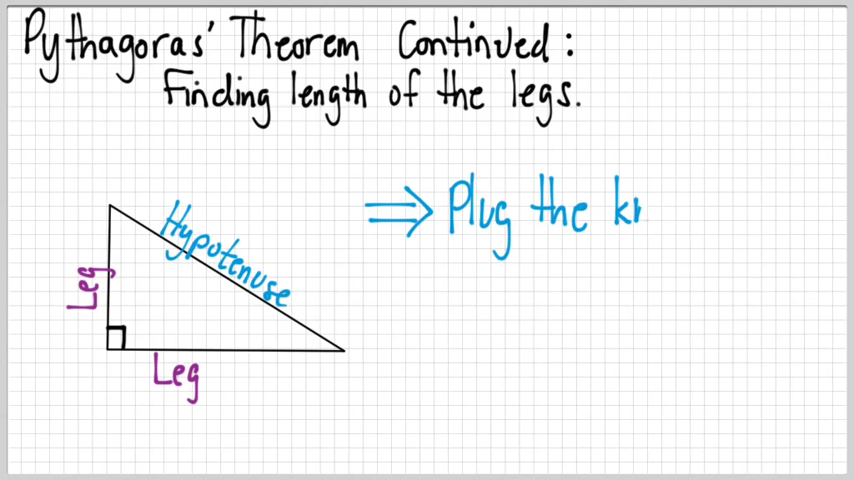 Pythagoras' Theorem Continued :
Finding length of the legs.
⇒ Plug the
Hypotenuse
Leg
Leg